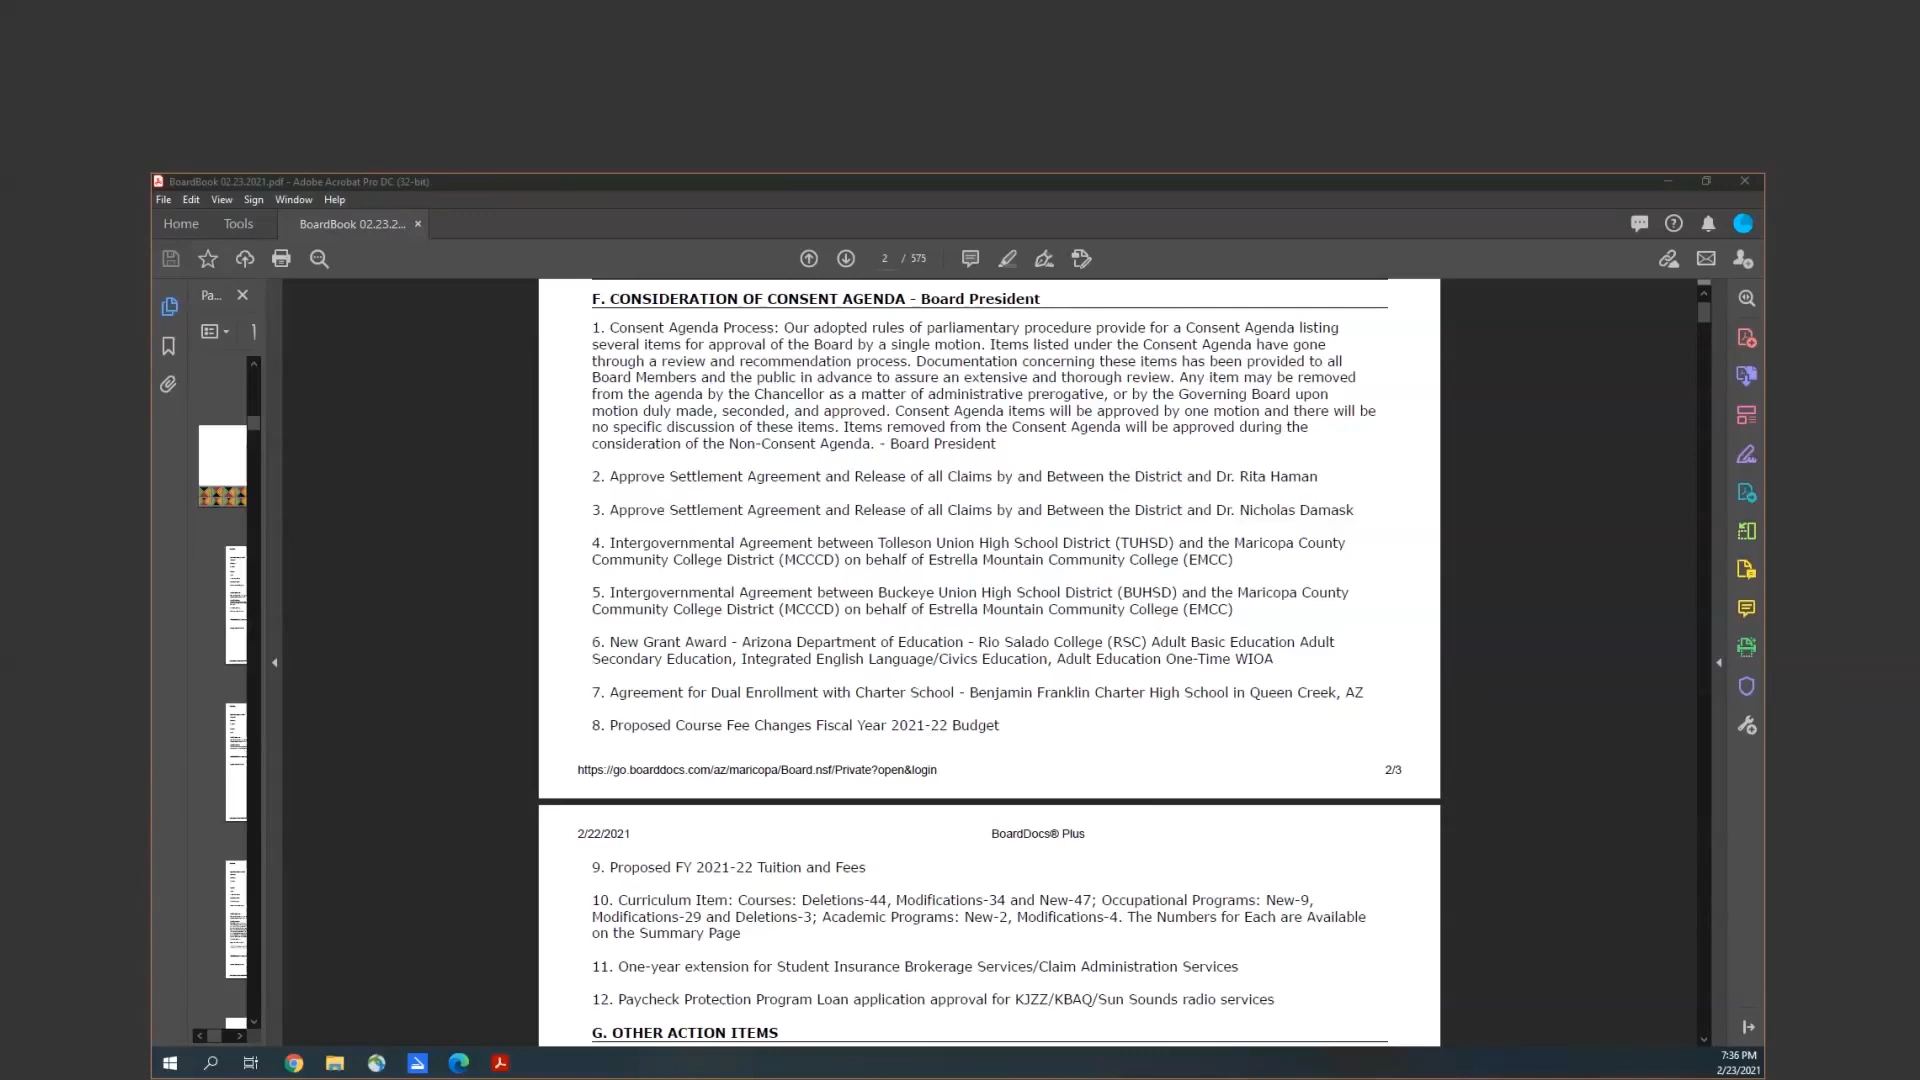 BoardBook 02.23.2021.pdf - Adobe Acrobat Pro DC (32-bit)
File Edit View Sign Window Help
Home Tools BoardBook 02.23.2... ×
2 / 575
Pa...
F. CONSIDERATION OF CONSENT AGENDA - Board President
1. Consent Agenda Process: Our adopted rules of parliamentary procedure provide for a Consent Agenda listing
several items for approval of the Board by a single motion. Items listed under the Consent Agenda have gone
through a review and recommendation process. Documentation concerning these items has been provided to all
Board Members and the public in advance to assure an extensive and thorough review. Any item may be removed
from the agenda by the Chancellor as a matter of administrative prerogative, or by the Governing Board upon
motion duly made, seconded, and approved. Consent Agenda items will be approved by one motion and there will be
no specific discussion of these items. Items removed from the Consent Agenda will be approved during the
consideration of the Non-Consent Agenda. - Board President
2. Approve Settlement Agreement and Release of all Claims by and Between the District and Dr. Rita Haman
3. Approve Settlement Agreement and Release of all Claims by and Between the District and Dr. Nicholas Damask
4. Intergovernmental Agreement between Tolleson Union High School District (TUHSD) and the Maricopa County
Community College District (MCCCD) on behalf of Estrella Mountain Community College (EMCC)
5. Intergovernmental Agreement between Buckeye Union High School District (BUHSD) and the Maricopa County
Community College District (MCCCD) on behalf of Estrella Mountain Community College (EMCC)
6. New Grant Award - Arizona Department of Education - Rio Salado College (RSC) Adult Basic Education Adult
Secondary Education, Integrated English Language/Civics Education, Adult Education One-Time WIOA
7. Agreement for Dual Enrollment with Charter School - Benjamin Franklin Charter High School in Queen Creek, AZ
8. Proposed Course Fee Changes Fiscal Year 2021-22 Budget
https://go.boarddocs.com/az/maricopa/Board.nsf/Private?open&login 2/3
2/22/2021 BoardDocs® Plus
9. Proposed FY 2021-22 Tuition and Fees
10. Curriculum Item: Courses: Deletions-44, Modifications-34 and New-47; Occupational Programs: New-9,
Modifications-29 and Deletions-3; Academic Programs: New-2, Modifications-4. The Numbers for Each are Available
on the Summary Page
11. One-year extension for Student Insurance Brokerage Services/Claim Administration Services
12. Paycheck Protection Program Loan application approval for KJZZ/KBAQ/Sun Sounds radio services
G. OTHER ACTION ITEMS
7:36 PM
2/23/2021